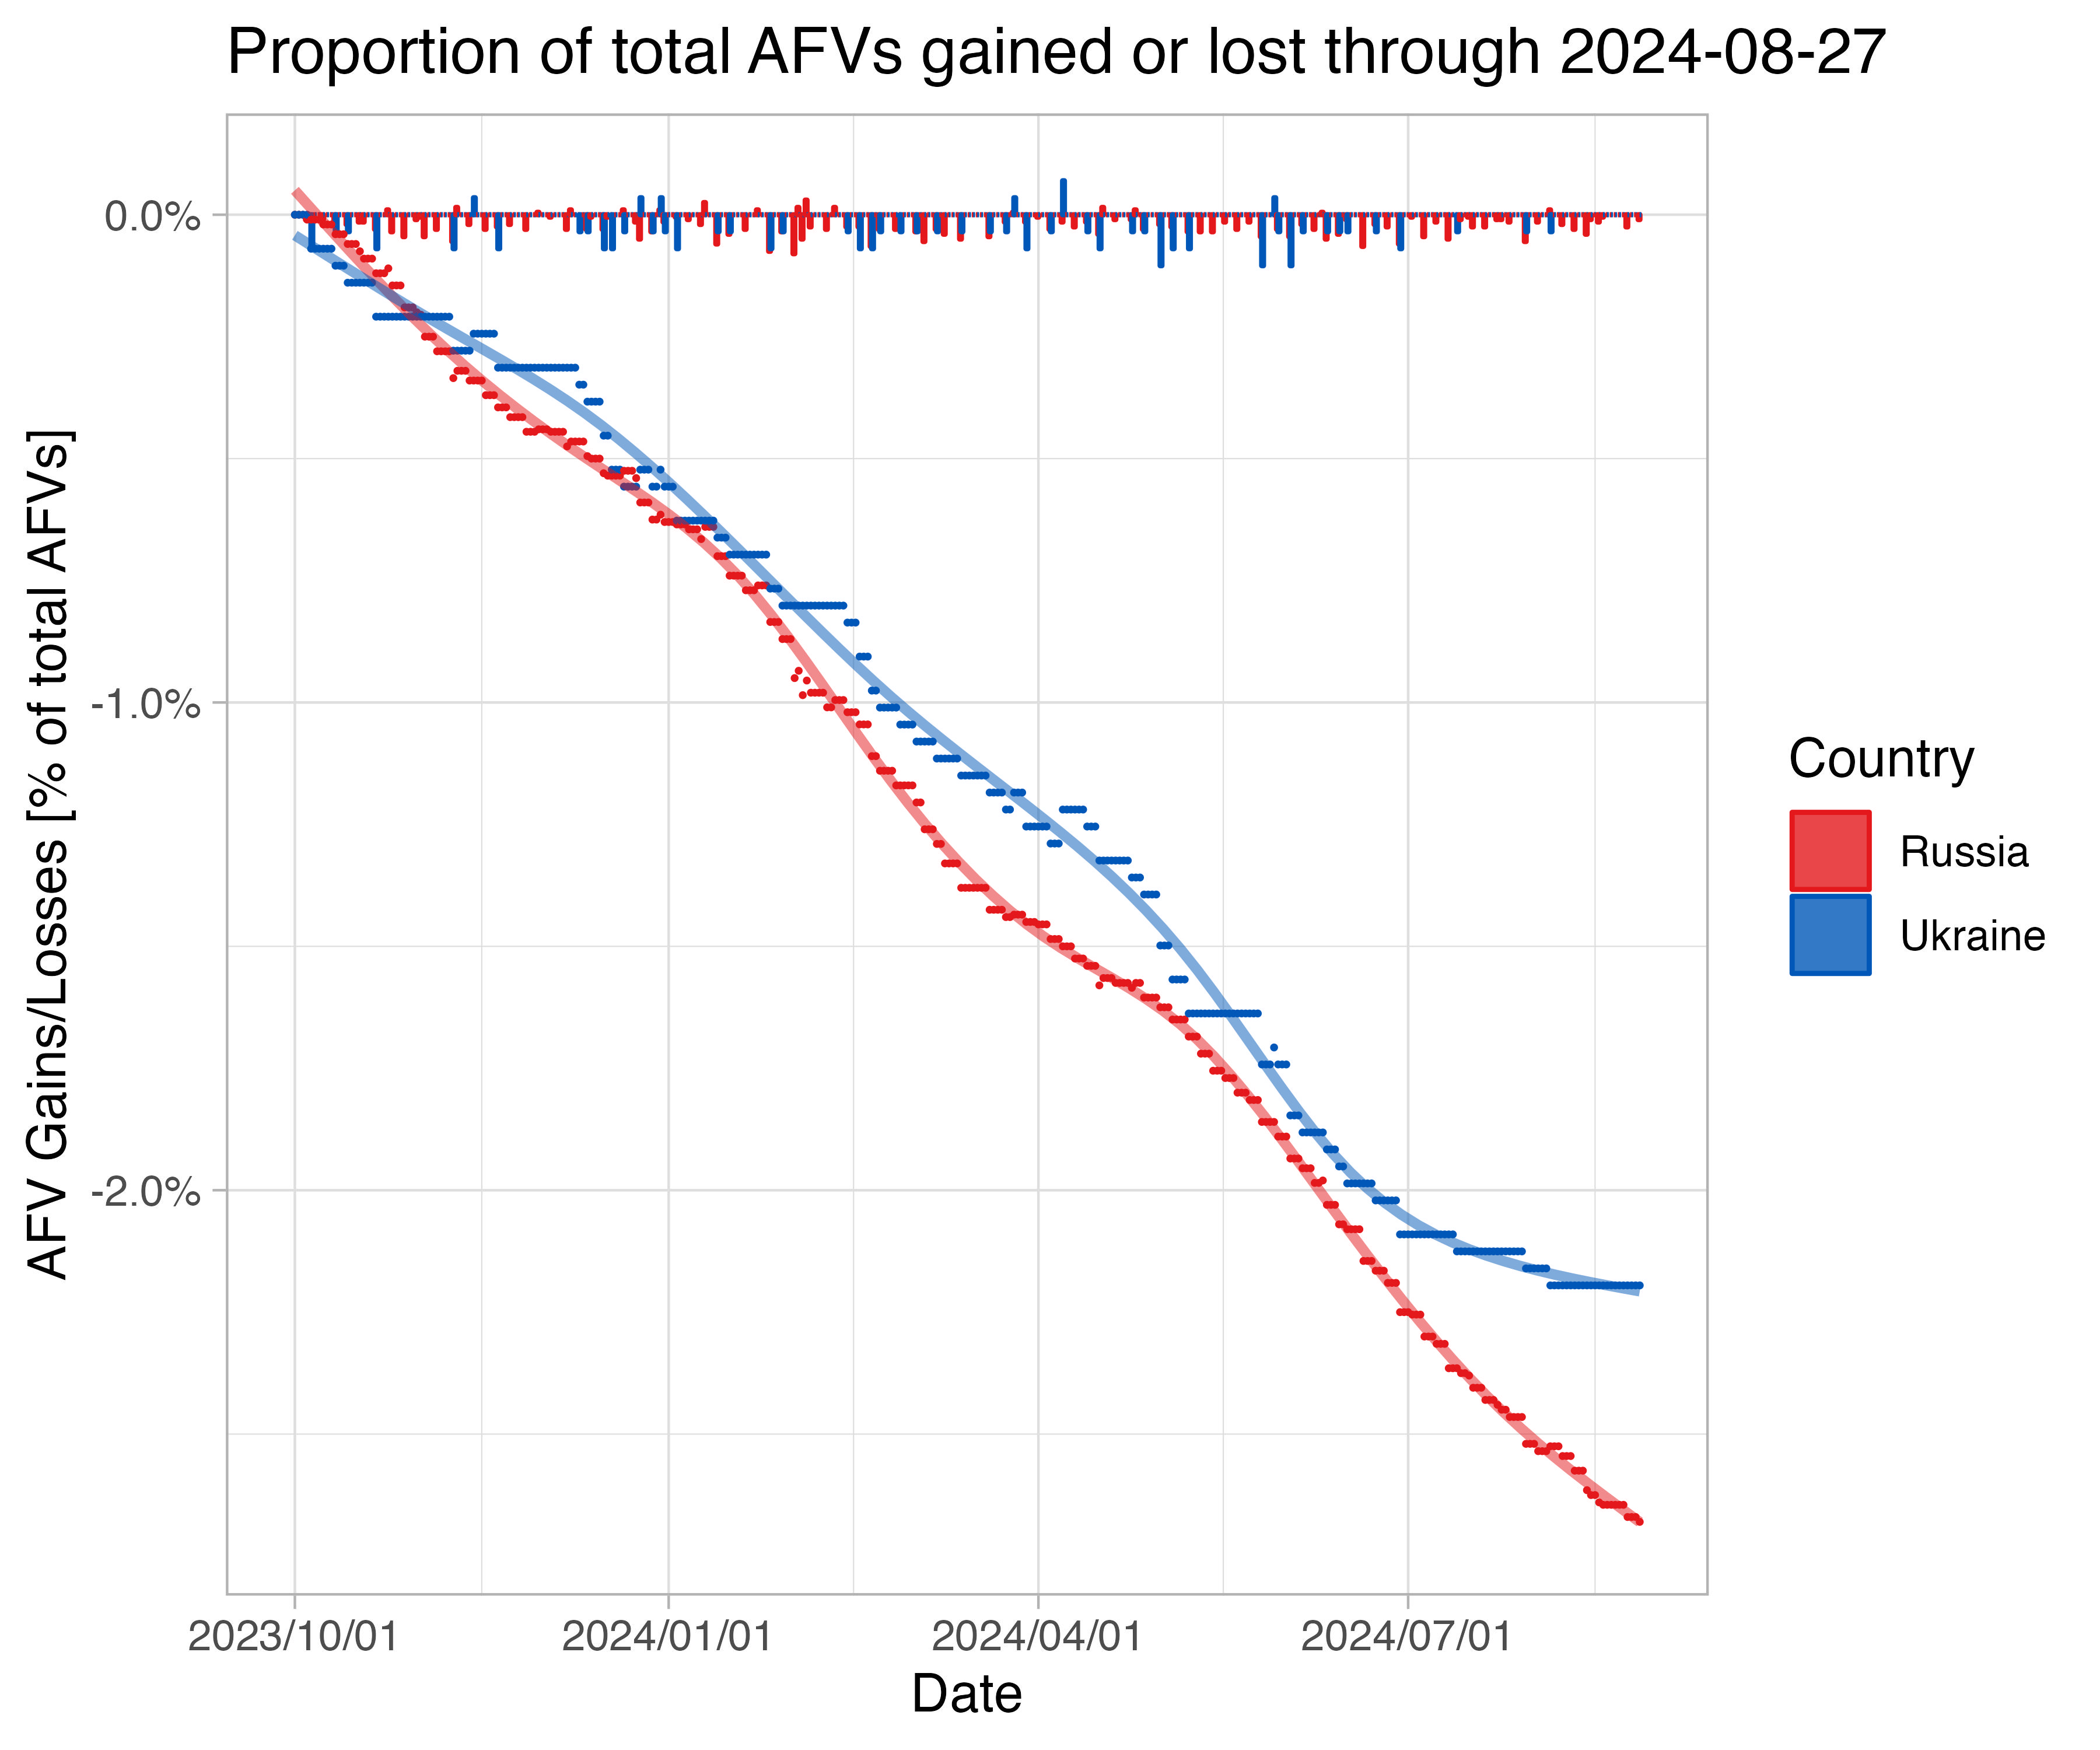 Proportion of total AFVs gained or lost through 2024-08-27
AFV Gains/Losses [% of total AFVs]
0.0%
-1.0%
-2.0%
2023/10/01
2024/01/01
2024/04/01
2024/07/01
Date
Country
Russia
Ukraine